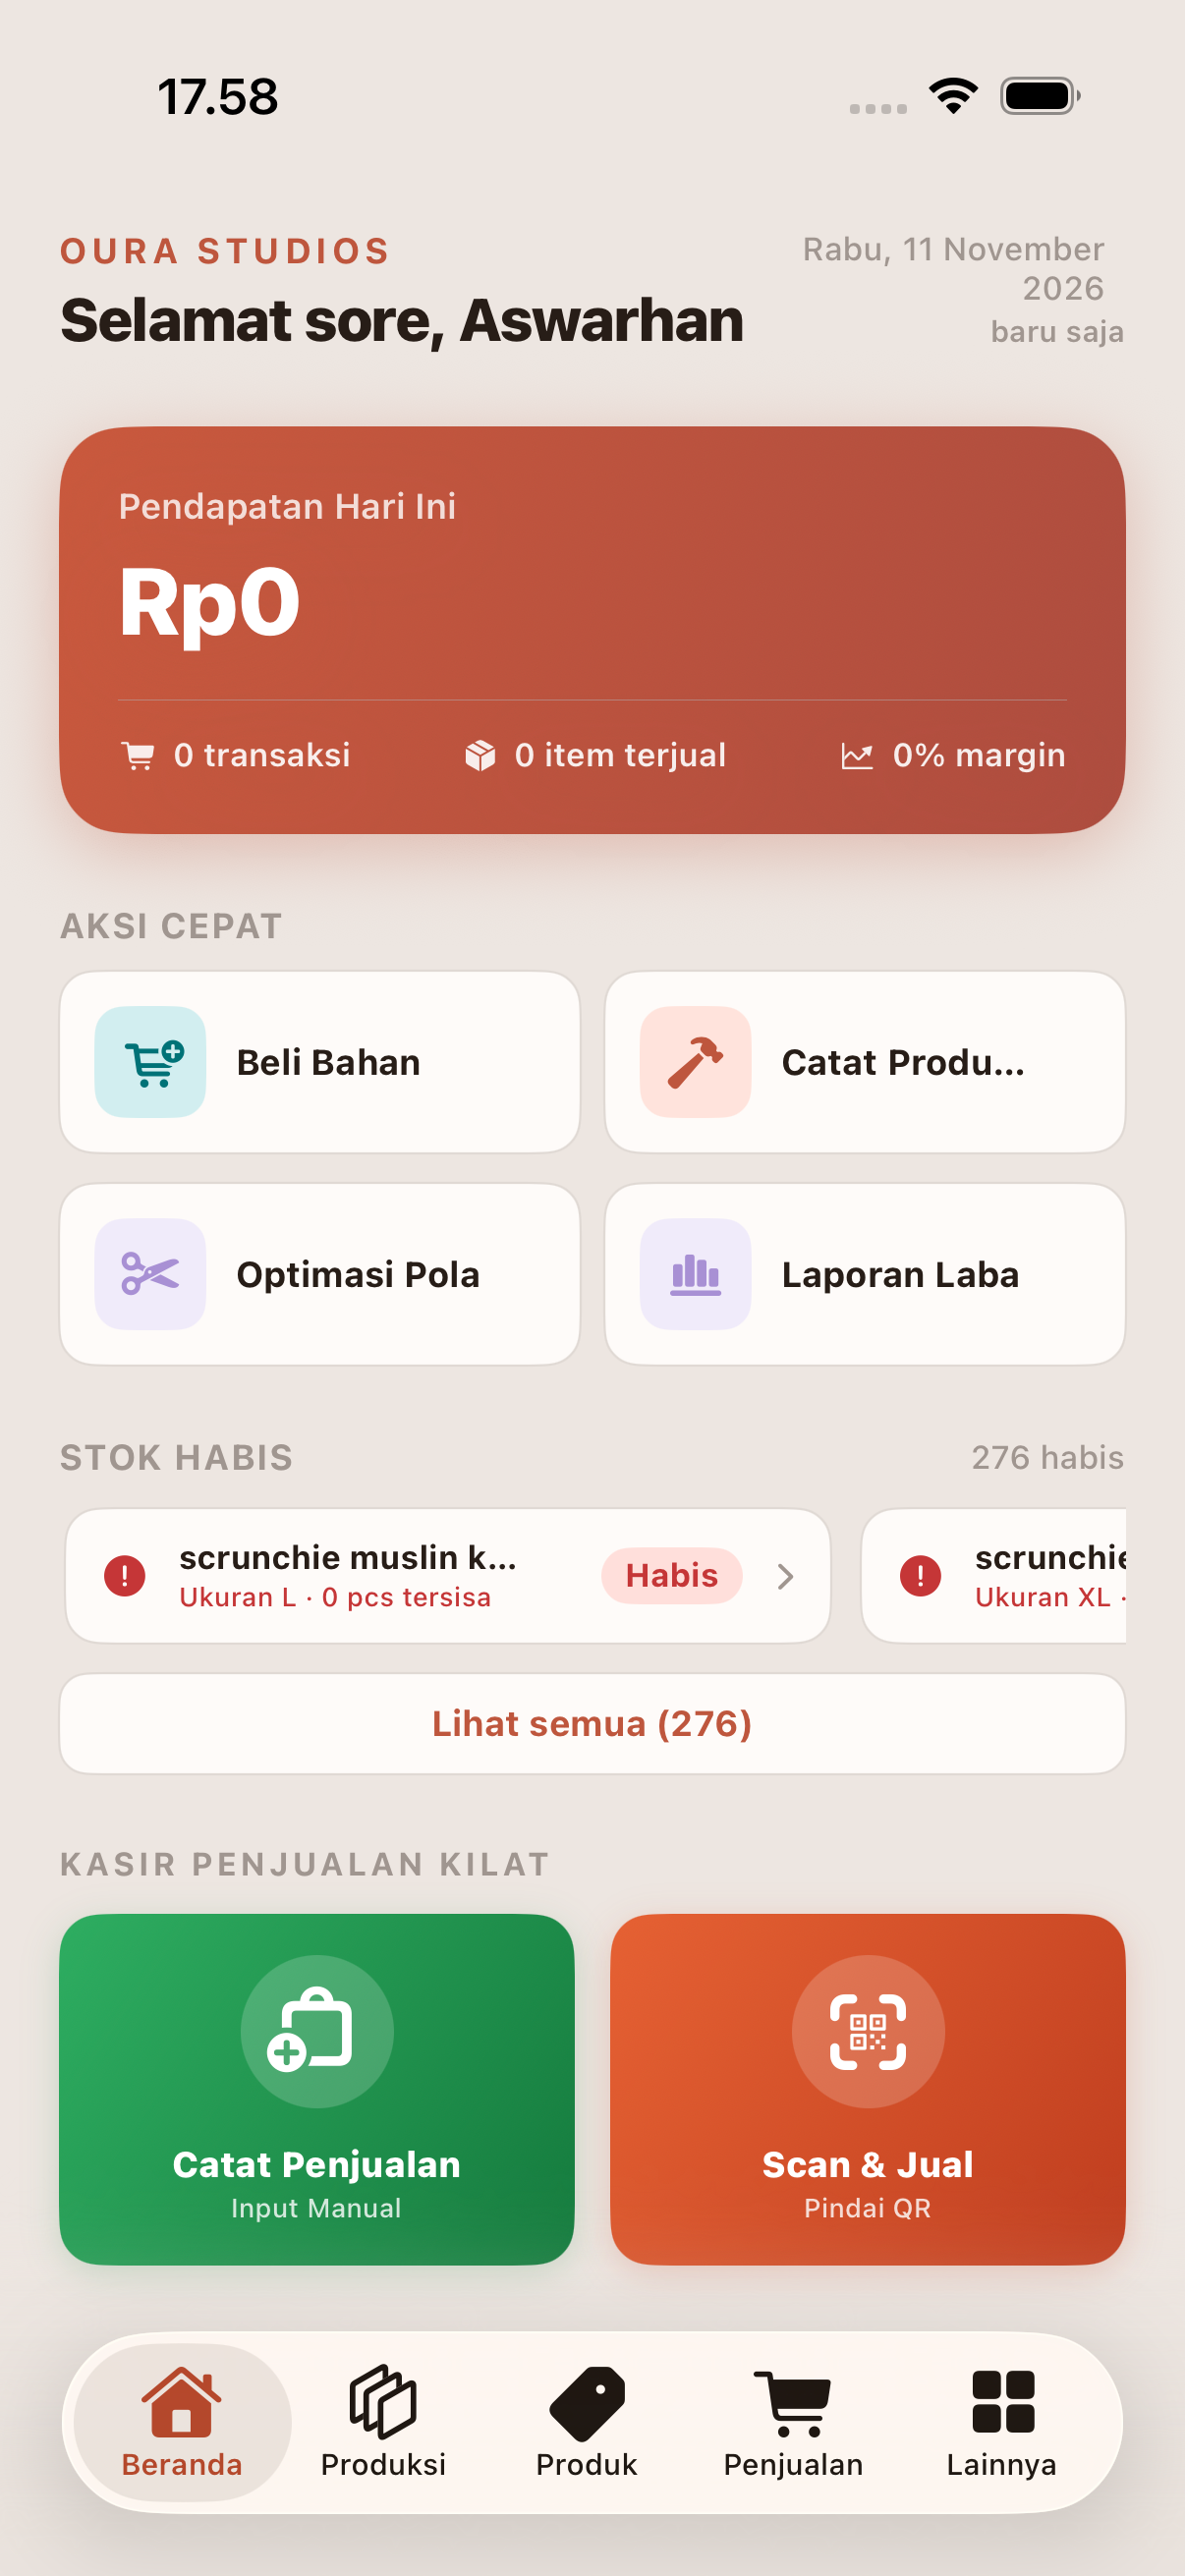 17.58
OURA STUDIOS
Selamat sore, Aswarhan
Rabu, 11 November
2026
baru saja
Pendapatan Hari Ini
Rp0
0 transaksi
0 item terjual
0% margin
AKSI CEPAT
Beli Bahan
Catat Produ...
Optimasi Pola
Laporan Laba
STOK HABIS
276 habis
scrunchie muslin k...
Ukuran L · 0 pcs tersisa
Habis
scrunchie
Ukuran XL ·
Lihat semua (276)
KASIR PENJUALAN KILAT
Catat Penjualan
Input Manual
Scan & Jual
Pindai QR
Beranda
Produksi
Produk
Penjualan
Lainnya